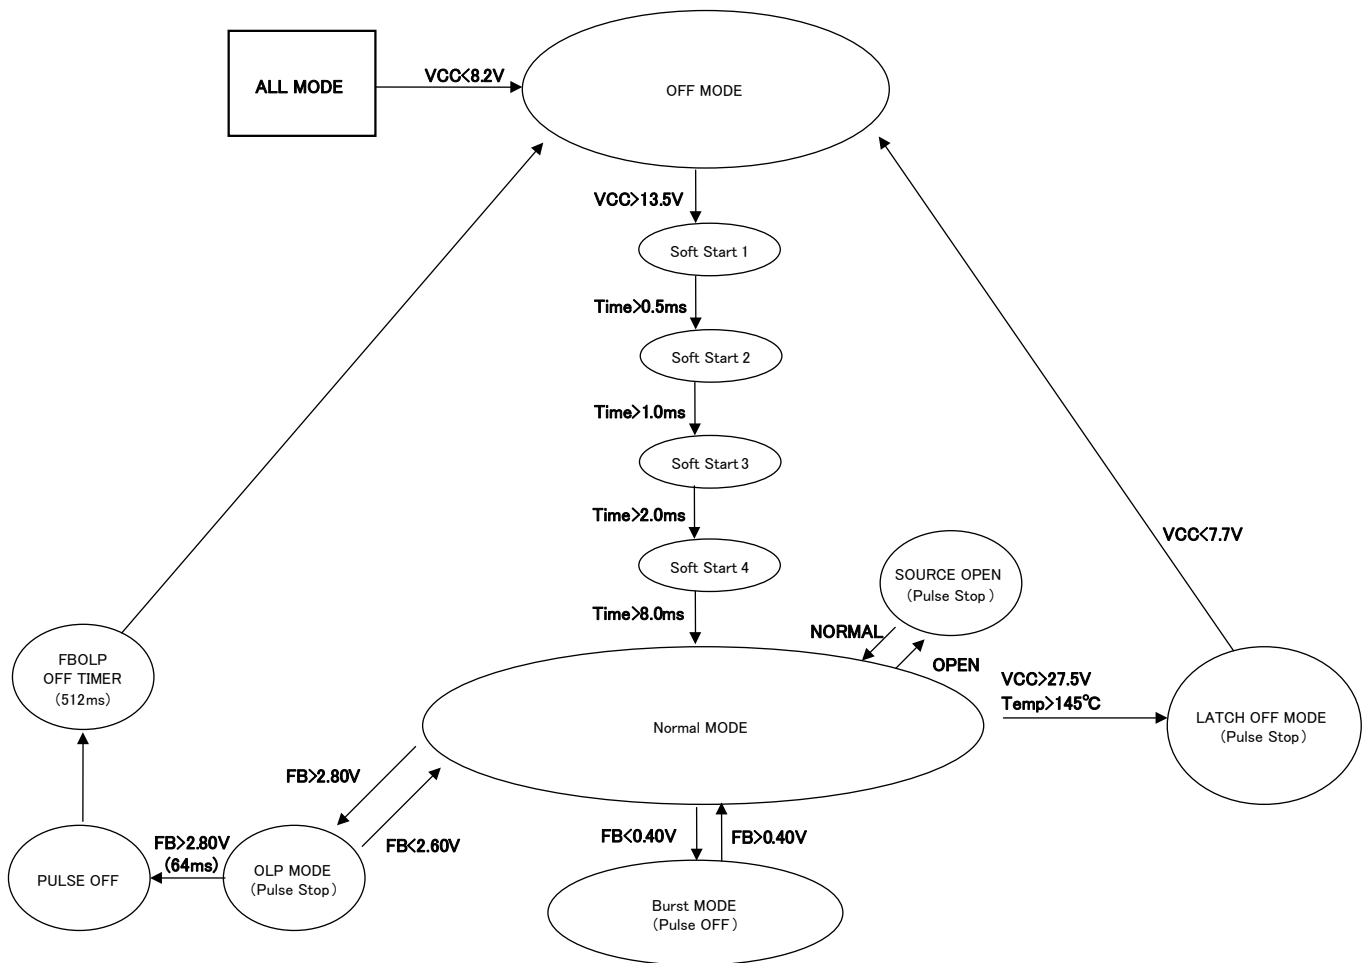 ALL MODE
VCC<8.2V
OFF MODE
VCC>13.5V
Soft Start 1
Time>0.5ms
Soft Start 2
Time>1.0ms
Soft Start 3
Time>2.0ms
Soft Start 4
Time>8.0ms
SOURCE OPEN
(Pulse Stop)
NORMAL
OPEN
VCC<7.7V
VCC>27.5V
Temp>145℃
LATCH OFF MODE
(Pulse Stop)
FBOLP
OFF TIMER
(512ms)
Normal MODE
FB>2.80V
FB<2.60V
FB>2.80V
(64ms)
PULSE OFF
OLP MODE
(Pulse Stop)
FB<0.40V
FB>0.40V
Burst MODE
(Pulse OFF)